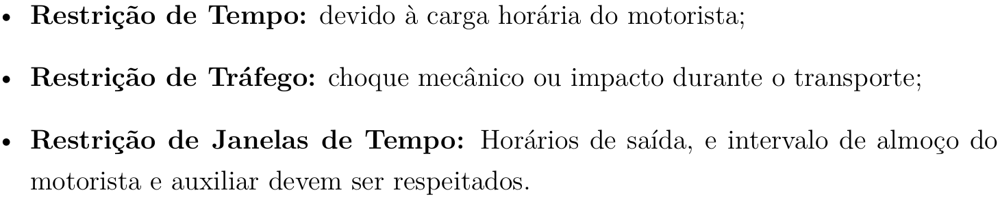 • Restrição de Tempo: devido à carga horária do motorista;
• Restrição de Tráfego: choque mecânico ou impacto durante o transporte;
• Restrição de Janelas de Tempo: Horários de saída, e intervalo de almoço do
motorista e auxiliar devem ser respeitados.